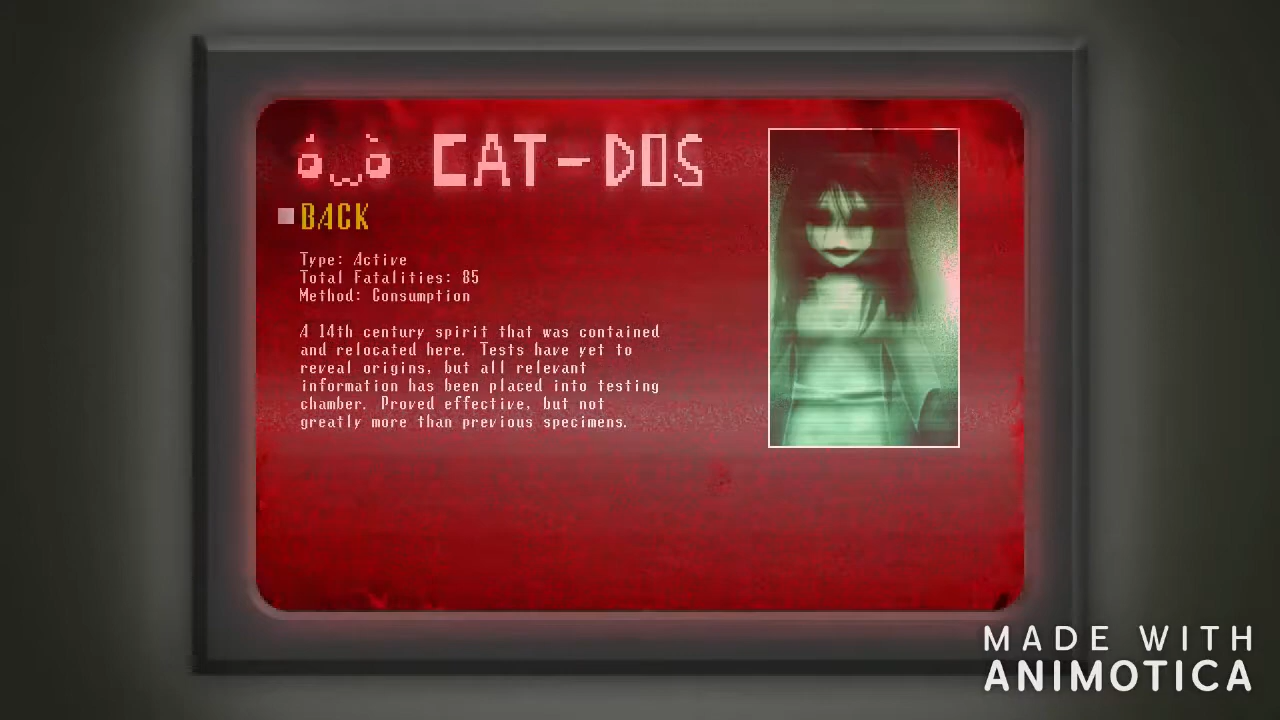 CAT-DOS
BACK
Type: Active
Total Fatalities: 85
Method: Consumption
A 14th century spirit that was contained
and relocated here. Tests have yet to
reveal origins, but all relevant
information has been placed into testing
chamber. Proved effective, but not
greatly more than previous specimens.
MADE WITH
ANIMOTICA